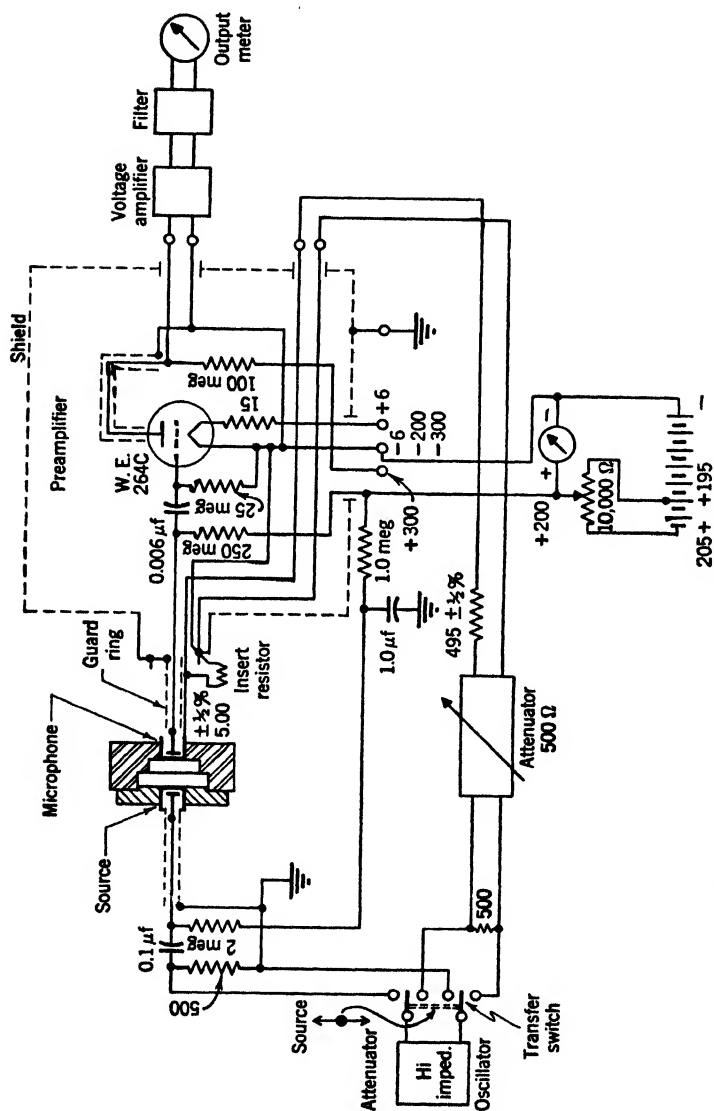 Output
meter
Filter
Voltage
amplifier
Shield
Preamplifier
W. E.
264C
100 meg
15
+6
-6
-200
-300
+300
25 meg
0.006 μf
250 meg
1.0 meg
1.0 μf
Guard
ring
Insert
resistor
± ½%
5.00
Microphone
Source
0.1 μf
2 meg
500
495 ± ½%
Attenuator
500 Ω
500
Source
Attenuator
Hi
imped.
Oscillator
Transfer
switch
+200
+
-
10,000 Ω
205+
+195
-